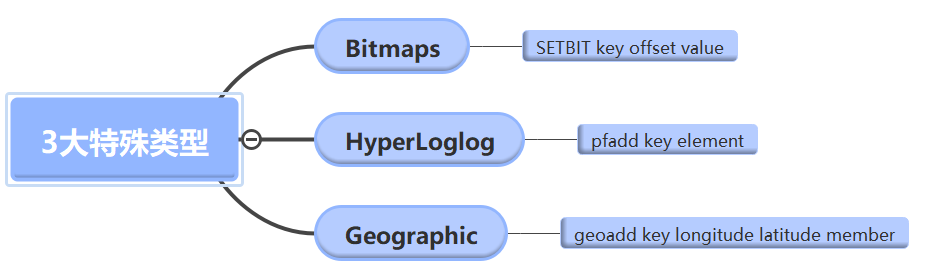 3大特殊类型
Bitmaps
SETBIT key offset value
HyperLoglog
pfadd key element
Geographic
geoadd key longitude latitude member